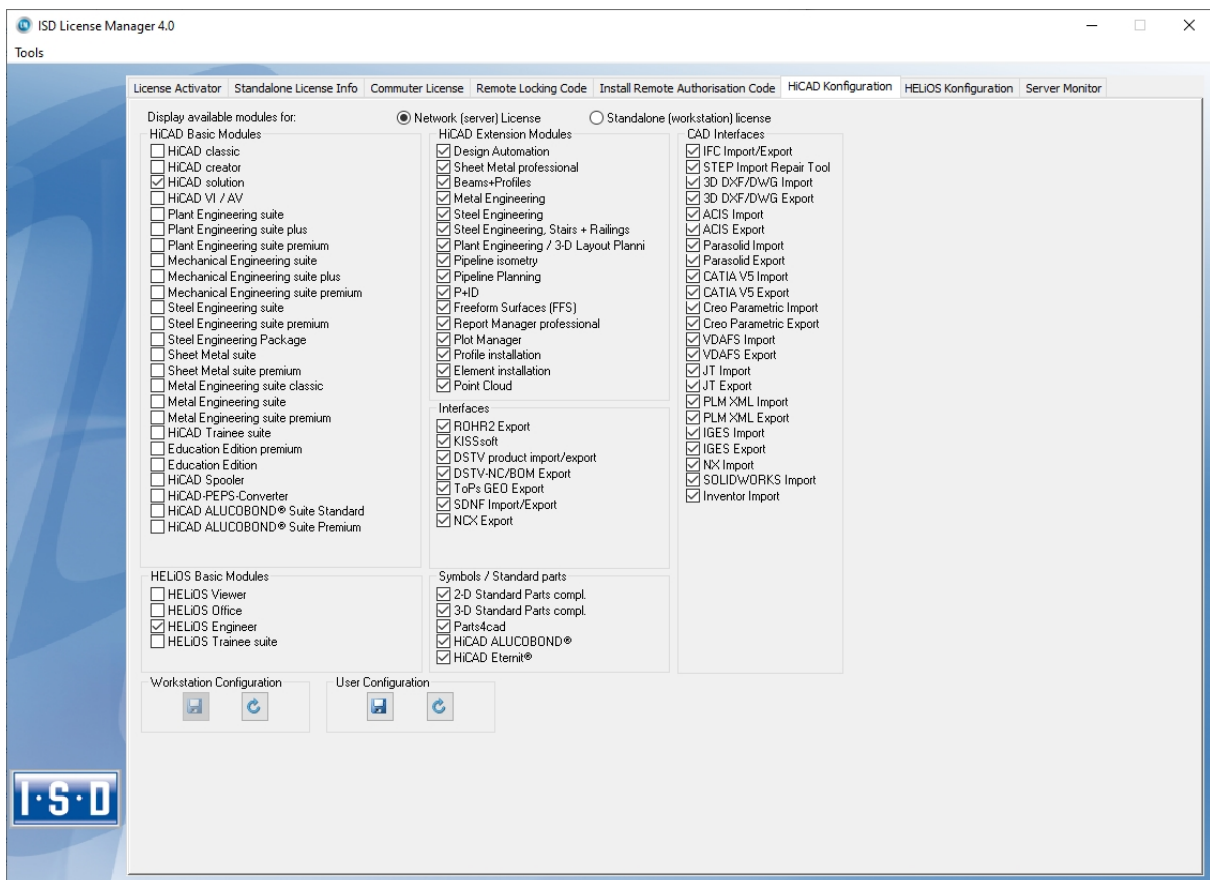 ISD License Manager 4.0
Tools
License Activator
Standalone License Info
Commuter License
Remote Locking Code
Install Remote Authorisation Code
HiCAD Konfiguration
HELiOS Konfiguration
Server Monitor
Display available modules for:
Network (server) License
Standalone (workstation) license
HiCAD Basic Modules
HiCAD classic
HiCAD creator
HiCAD solution
HiCAD VI / AV
Plant Engineering suite
Plant Engineering suite plus
Plant Engineering suite premium
Mechanical Engineering suite
Mechanical Engineering suite plus
Mechanical Engineering suite premium
Steel Engineering suite
Steel Engineering suite premium
Steel Engineering Package
Sheet Metal suite
Sheet Metal suite premium
Metal Engineering suite classic
Metal Engineering suite
Metal Engineering suite premium
HiCAD Trainee suite
Education Edition premium
Education Edition
HiCAD Spooler
HiCAD-PEPS-Converter
HiCAD ALUCOBOND® Suite Standard
HiCAD ALUCOBOND® Suite Premium
HiCAD Extension Modules
Design Automation
Sheet Metal professional
Beams+Profiles
Metal Engineering
Steel Engineering
Steel Engineering, Stairs + Railings
Plant Engineering / 3-D Layout Planni
Pipeline isometry
Pipeline Planning
P+ID
Freeform Surfaces (FFS)
Report Manager professional
Plot Manager
Profile installation
Element installation
Point Cloud
Interfaces
ROHR2 Export
KISSsoft
DSTV product import/export
DSTV-NC/BOM Export
ToPs GEO Export
SDNF Import/Export
NCX Export
CAD Interfaces
IFC Import/Export
STEP Import Repair Tool
3D DXF/DWG Import
3D DXF/DWG Export
ACIS Import
ACIS Export
Parasolid Import
Parasolid Export
CATIA V5 Import
CATIA V5 Export
Creo Parametric Import
Creo Parametric Export
VDAFS Import
VDAFS Export
JT Import
JT Export
PLM XML Import
PLM XML Export
IGES Import
IGES Export
NX Import
SOLIDWORKS Import
Inventor Import
HELiOS Basic Modules
HELiOS Viewer
HELiOS Office
HELiOS Engineer
HELiOS Trainee suite
Symbols / Standard parts
2-D Standard Parts compl.
3-D Standard Parts compl.
Parts4cad
HiCAD ALUCOBOND®
HiCAD Eternit®
Workstation Configuration
User Configuration
I·S·D